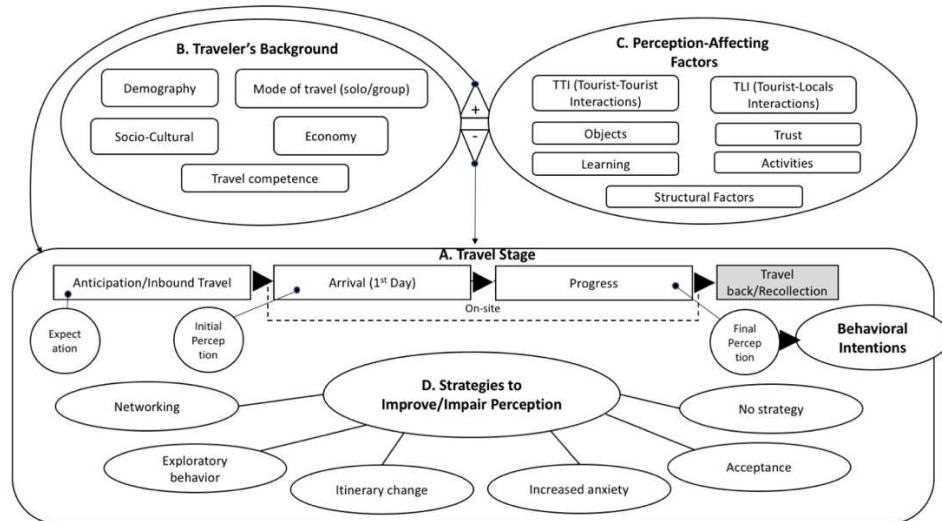 B. Traveler's Background
Demography
Mode of travel (solo/group)
Socio-Cultural
Economy
Travel competence
+
-
C. Perception-Affecting
Factors
TTI (Tourist-Tourist
Interactions)
TLI (Tourist-Locals
Interactions)
Objects
Trust
Learning
Activities
Structural Factors
A. Travel Stage
Anticipation/Inbound Travel
Arrival (1st Day)
Progress
Travel
back/Recollection
On-site
Expect
ation
Initial
Percep
tion
Final
Percep
tion
Behavioral
Intentions
D. Strategies to
Improve/Impair Perception
Networking
No strategy
Exploratory
behavior
Acceptance
Itinerary change
Increased anxiety